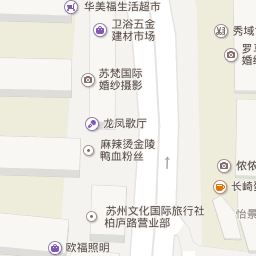 华美福生活超市
卫浴五金
建材市场
秀域
罗
婚纱
苏梵国际
婚纱摄影
龙凤歌厅
麻辣烫金陵
鸭血粉丝
侬侬
长崎
怡景
苏州文化国际旅行社
柏庐路营业部
欧福照明